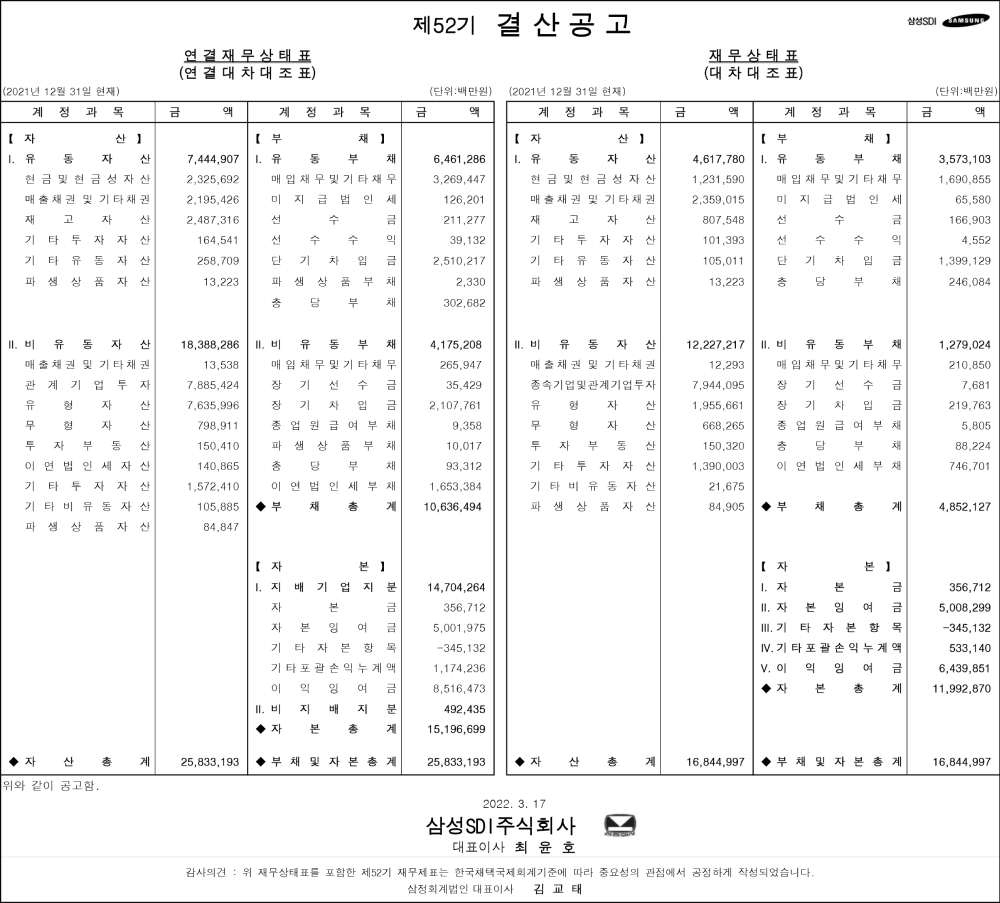 제52기 결산공고
삼성SDI SAMSUNG
연결재무상태표
(연결대차대조표)
(2021년 12월 31일 현재) (단위:백만원)
계정과목 금액 계정과목 금액
【자산】 【부채】
Ⅰ. 유동자산 7,444,907 Ⅰ. 유동부채 6,461,286
현금및현금성자산 2,325,692 매입채무및기타채무 3,269,447
매출채권 및 기타채권 2,195,426 미지급법인세 126,201
재고자산 2,487,316 선수금 211,277
기타투자자산 164,541 선수수익 39,132
기타유동자산 258,709 단기차입금 2,510,217
파생상품자산 13,223 파생상품부채 2,330
충당부채 302,682
Ⅱ. 비유동자산 18,388,286 Ⅱ. 비유동부채 4,175,208
매출채권 및 기타채권 13,538 매입채무및기타채무 265,947
관계기업투자 7,885,424 장기선수금 35,429
유형자산 7,635,996 장기차입금 2,107,761
무형자산 798,911 종업원급여부채 9,358
투자부동산 150,410 파생상품부채 10,017
이연법인세자산 140,865 충당부채 93,312
기타투자자산 1,572,410 이연법인세부채 1,653,384
기타비유동자산 105,885 ◆부채총계 10,636,494
파생상품자산 84,847
【자본】
Ⅰ. 지배기업지분 14,704,264
자본금 356,712
자본잉여금 5,001,975
기타자본항목 -345,132
기타포괄손익누계액 1,174,236
이익잉여금 8,516,473
Ⅱ. 비지배지분 492,435
◆자본총계 15,196,699
◆자산총계 25,833,193 ◆부채및자본총계 25,833,193
재무상태표
(대차대조표)
(2021년 12월 31일 현재) (단위:백만원)
계정과목 금액 계정과목 금액
【자산】 【부채】
Ⅰ. 유동자산 4,617,780 Ⅰ. 유동부채 3,573,103
현금및현금성자산 1,231,590 매입채무및기타채무 1,690,855
매출채권 및 기타채권 2,359,015 미지급법인세 65,580
재고자산 807,548 선수금 166,903
기타투자자산 101,393 선수수익 4,552
기타유동자산 105,011 단기차입금 1,399,129
파생상품자산 13,223 충당부채 246,084
Ⅱ. 비유동자산 12,227,217 Ⅱ. 비유동부채 1,279,024
매출채권 및 기타채권 12,293 매입채무및기타채무 210,850
종속기업및관계기업투자 7,944,095 장기선수금 7,681
유형자산 1,955,661 장기차입금 219,763
무형자산 668,265 종업원급여부채 5,805
투자부동산 150,320 충당부채 88,224
기타투자자산 1,390,003 이연법인세부채 746,701
기타비유동자산 21,675
파생상품자산 84,905 ◆부채총계 4,852,127
【자본】
Ⅰ. 자본금 356,712
Ⅱ. 자본잉여금 5,008,299
Ⅲ. 기타자본항목 -345,132
Ⅳ. 기타포괄손익누계액 533,140
Ⅴ. 이익잉여금 6,439,851
◆자본총계 11,992,870
◆자산총계 16,844,997 ◆부채및자본총계 16,844,997
위와 같이 공고함.
2022. 3. 17
삼성SDI주식회사
대표이사 최윤호
감사의견 : 위 재무상태표를 포함한 제52기 재무제표는 한국채택국제회계기준에 따라 중요성의 관점에서 공정하게 작성되었습니다.
삼정회계법인 대표이사 김교태